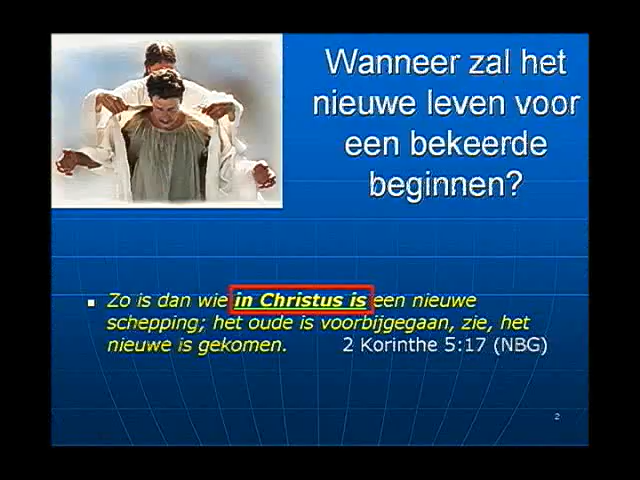 Wanneer zal het
nieuwe leven voor
een bekeerde
beginnen?
Zo is dan wie in Christus is een nieuwe
schepping; het oude is voorbijgegaan, zie, het
nieuwe is gekomen. 2 Korinthe 5:17 (NBG)
2